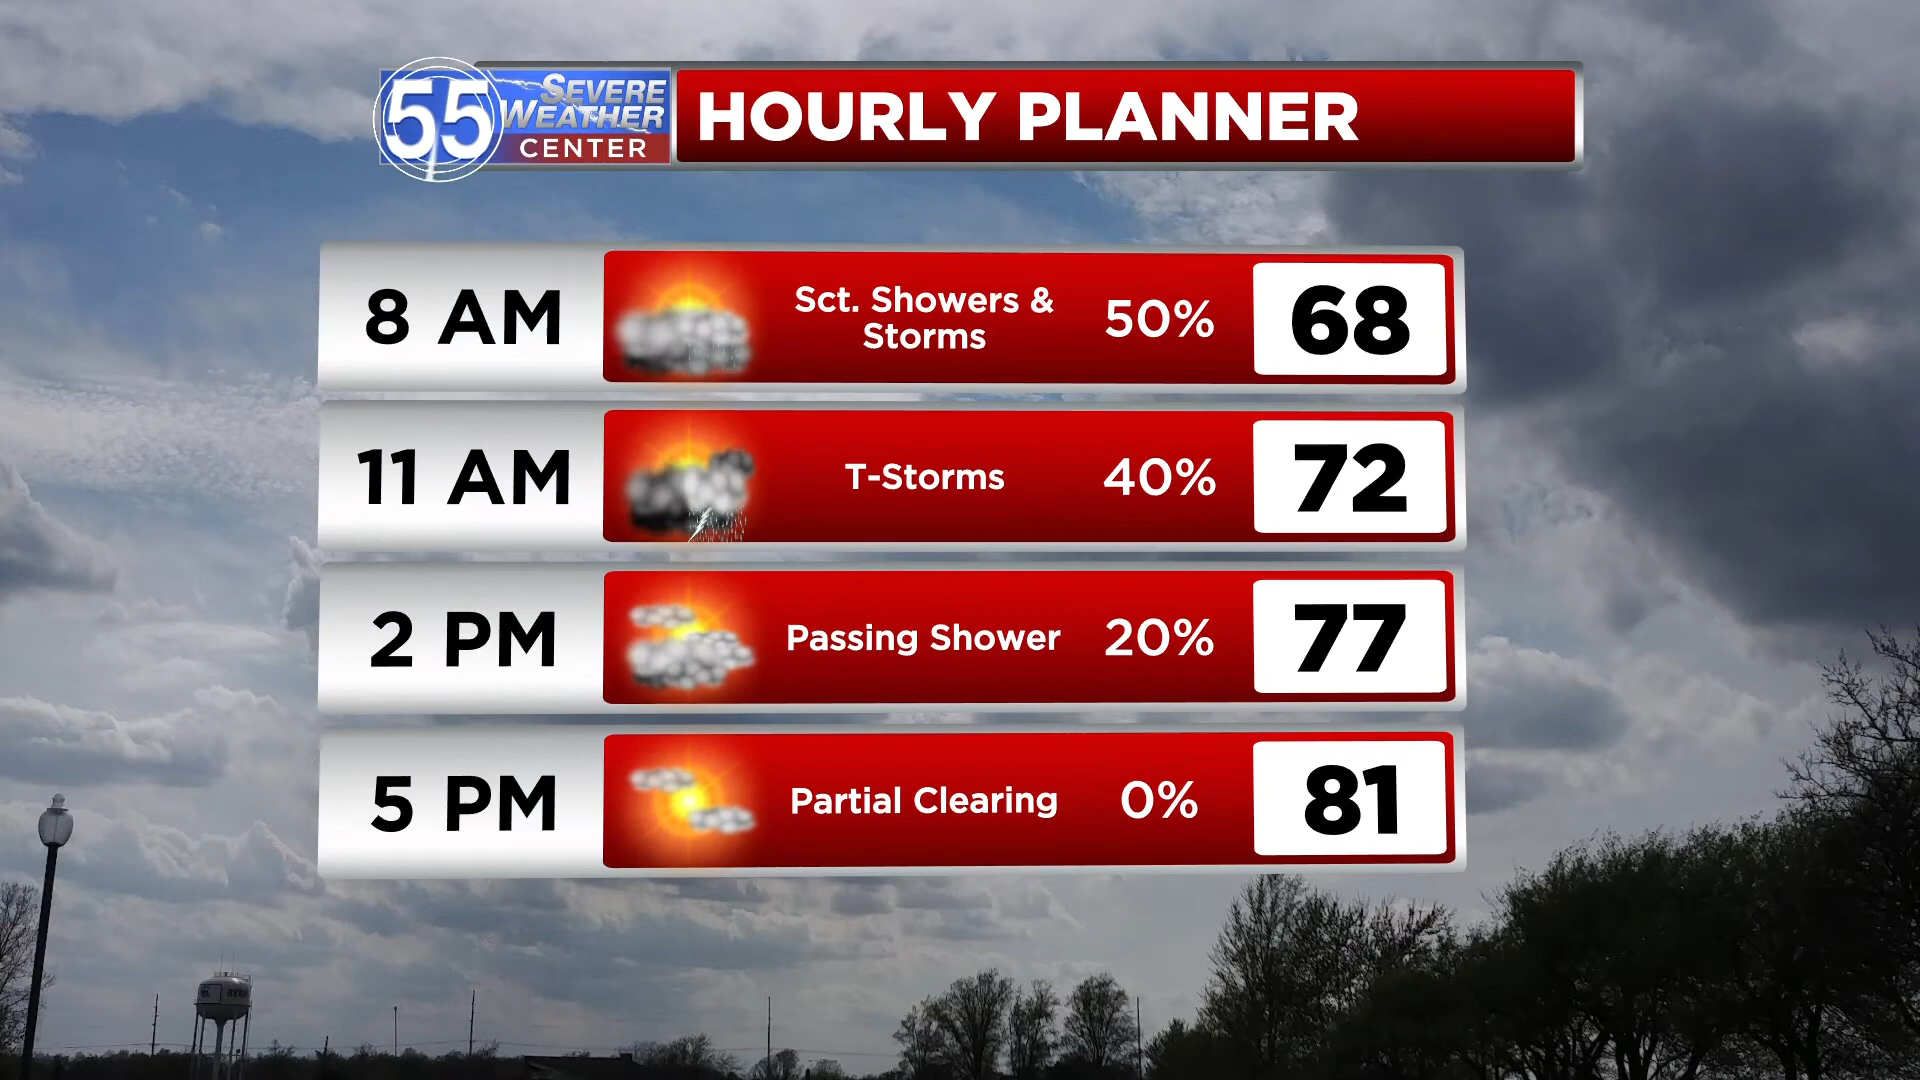 55 SEVERE
WEATHER
CENTER
HOURLY PLANNER
8 AM
Sct. Showers &
Storms
50%
68
11 AM
T-Storms
40%
72
2 PM
Passing Shower
20%
77
5 PM
Partial Clearing
0%
81